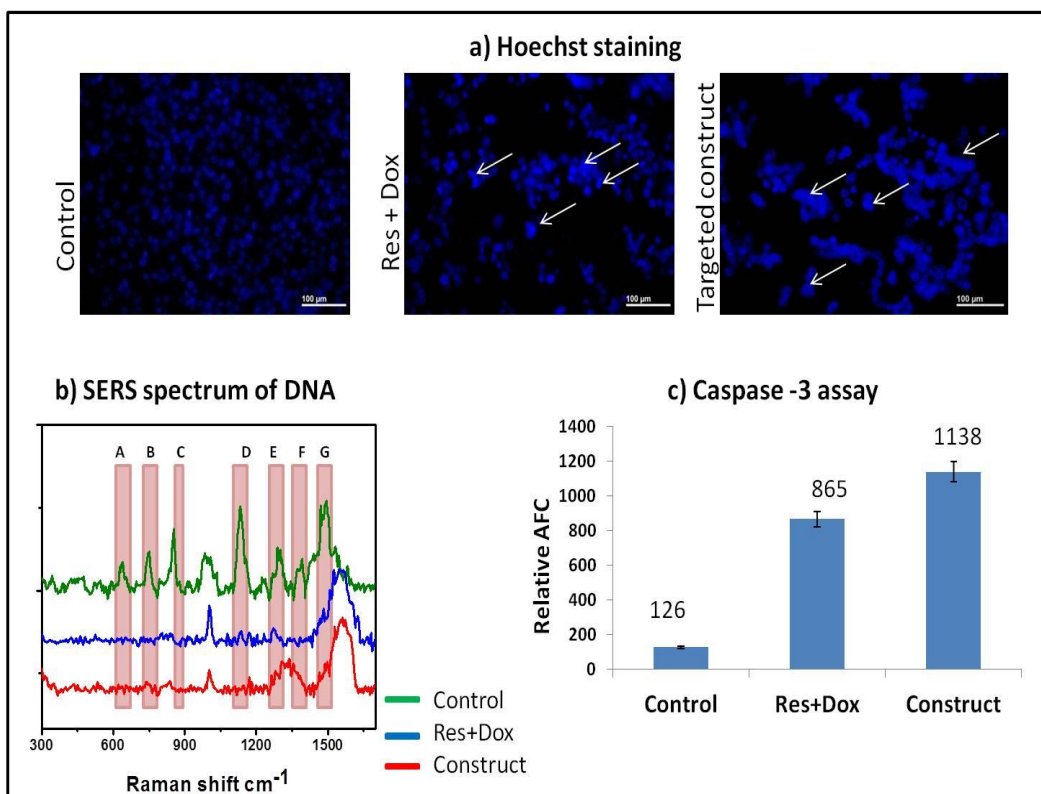 a) Hoechst staining
Control
Res + Dox
Targeted construct
100 µm
100 µm
100 µm
b) SERS spectrum of DNA
A B C D E F G
300 600 900 1200 1500
Raman shift cm-1
Control
Res+Dox
Construct
c) Caspase -3 assay
Relative AFC
1400
1200
1000
800
600
400
200
0
126
865
1138
Control Res+Dox Construct